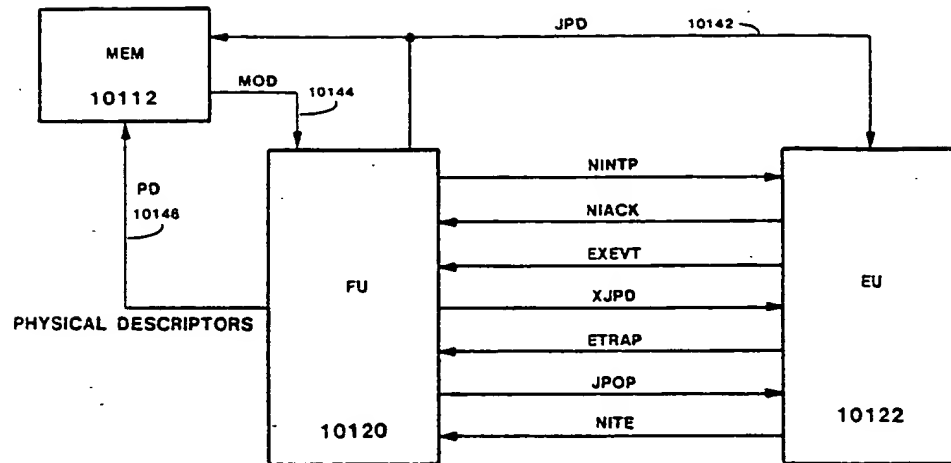 JPD
10142
MEM
10112
MOD
10144
PD
10146
PHYSICAL DESCRIPTORS
FU
10120
NINTP
NIACK
EXEVT
XJPD
ETRAP
JPOP
NITE
EU
10122